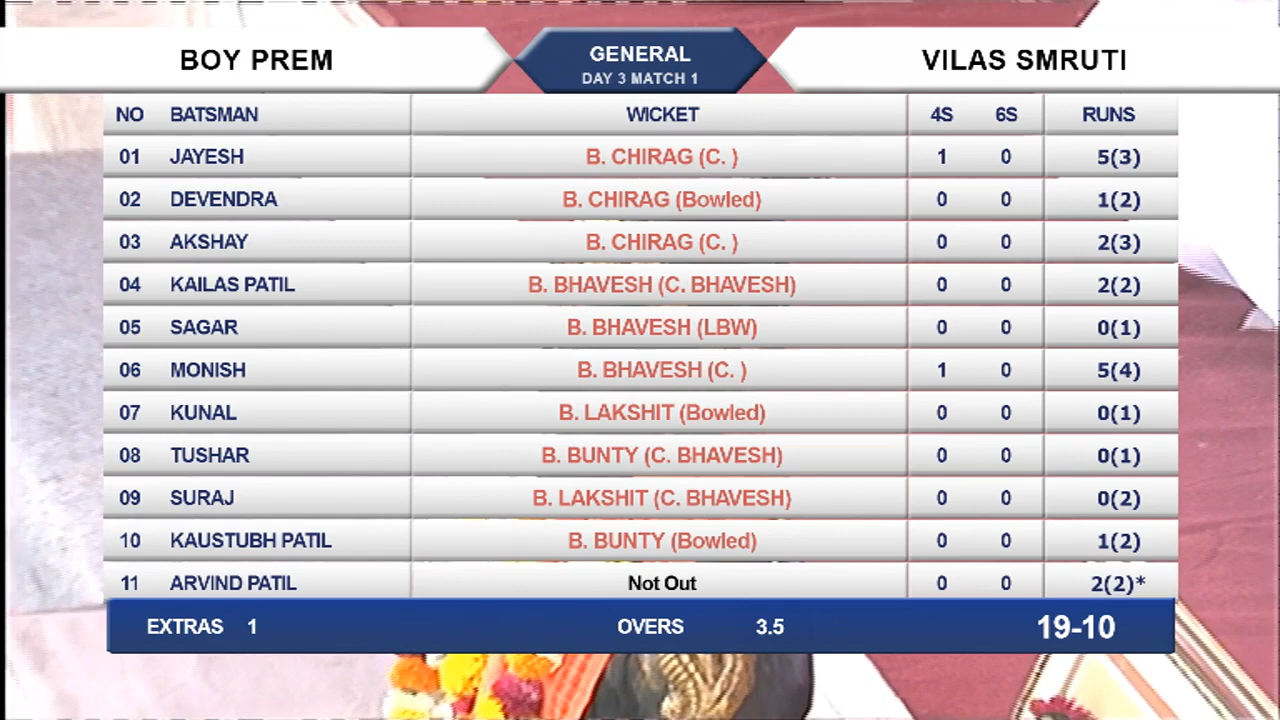 BOY PREM GENERAL VILAS SMRUTI
DAY 3 MATCH 1
NO BATSMAN WICKET 4S 6S RUNS
01 JAYESH B. CHIRAG (C. ) 1 0 5(3)
02 DEVENDRA B. CHIRAG (Bowled) 0 0 1(2)
03 AKSHAY B. CHIRAG (C. ) 0 0 2(3)
04 KAILAS PATIL B. BHAVESH (C. BHAVESH) 0 0 2(2)
05 SAGAR B. BHAVESH (LBW) 0 0 0(1)
06 MONISH B. BHAVESH (C. ) 1 0 5(4)
07 KUNAL B. LAKSHIT (Bowled) 0 0 0(1)
08 TUSHAR B. BUNTY (C. BHAVESH) 0 0 0(1)
09 SURAJ B. LAKSHIT (C. BHAVESH) 0 0 0(2)
10 KAUSTUBH PATIL B. BUNTY (Bowled) 0 0 1(2)
11 ARVIND PATIL Not Out 0 0 2(2)*
EXTRAS 1 OVERS 3.5 19-10